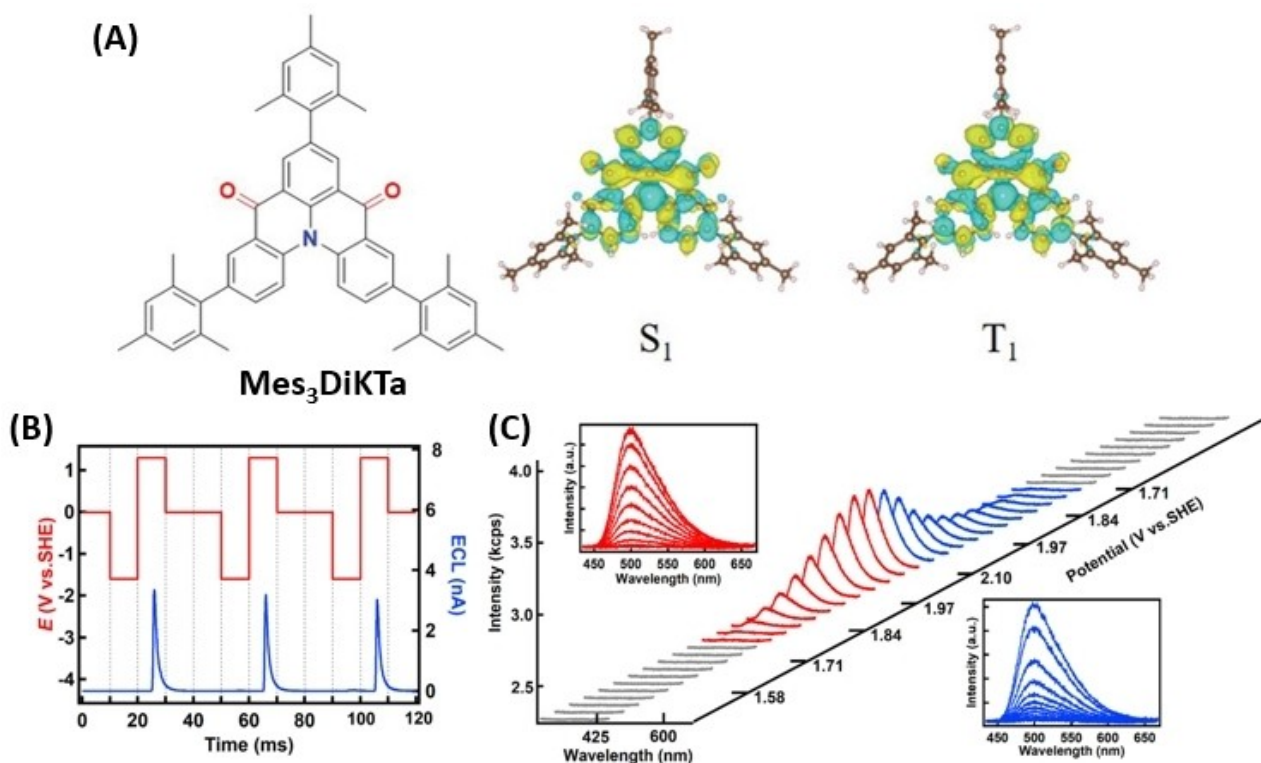 (A)
O
O
N
Mes₃DiKTa
S₁
T₁
(B)
1
0
-1
-2
-3
-4
E (V vs.SHE)
8
6
4
2
0
ECL (nA)
0 20 40 60 80 100 120
Time (ms)
(C)
4.0
3.5
3.0
2.5
Intensity (kcps)
425 600
Wavelength (nm)
Intensity (a.u.)
450 500 550 600 650
Wavelength (nm)
1.71
1.84
1.97
2.10
1.97
1.84
1.71
1.58
Potential (V vs.SHE)
Intensity (a.u.)
450 500 550 600 650
Wavelength (nm)